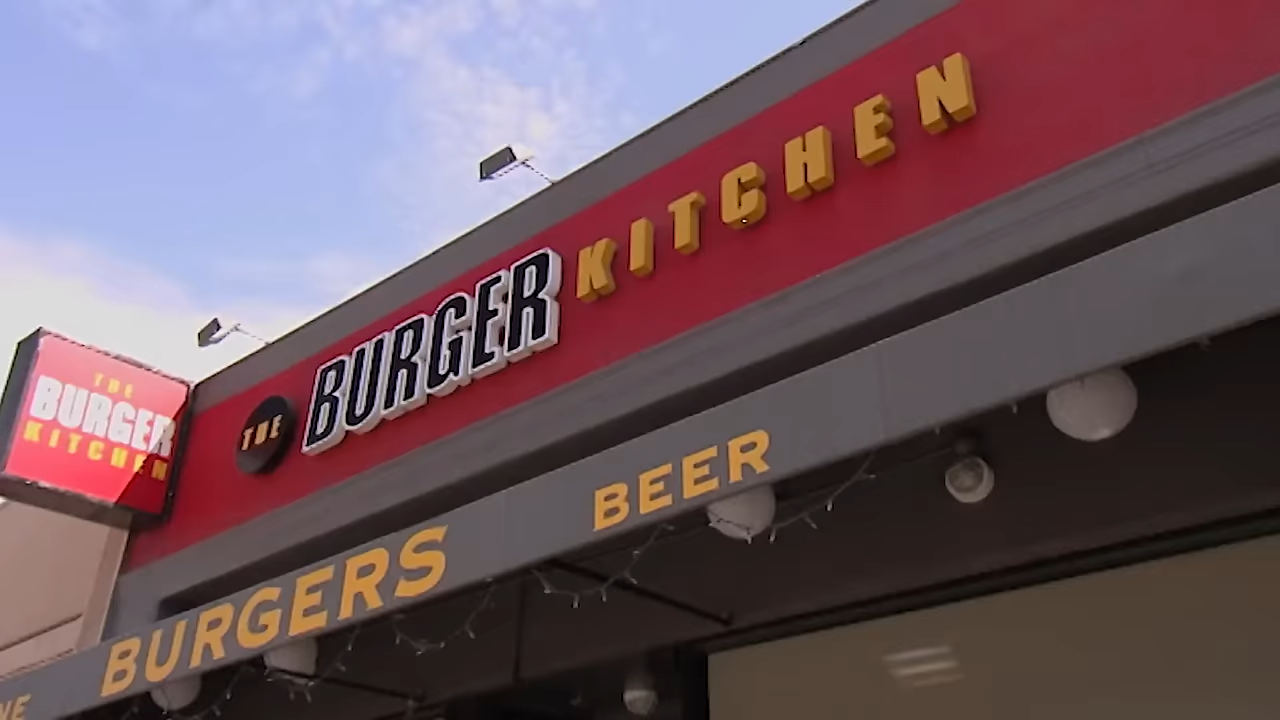 THE BURGER KITCHEN
THE
BURGER
KITCHEN
BURGERS BEER